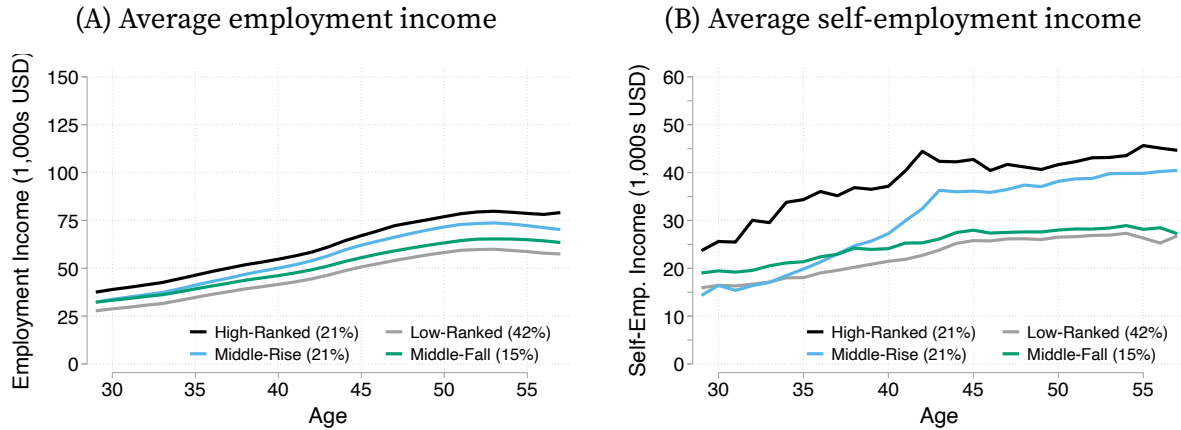 (A) Average employment income
Employment Income (1,000s USD)
150
125
100
75
50
25
0
30 35 40 45 50 55
Age
High-Ranked (21%) Low-Ranked (42%)
Middle-Rise (21%) Middle-Fall (15%)
(B) Average self-employment income
Self-Emp. Income (1,000s USD)
60
50
40
30
20
10
0
30 35 40 45 50 55
Age
High-Ranked (21%) Low-Ranked (42%)
Middle-Rise (21%) Middle-Fall (15%)